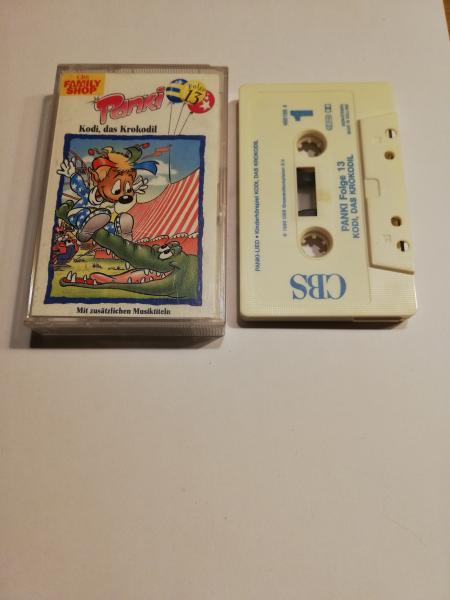 CBS
FAMILY
SHOP
Panki
Folge
13
Kodi, das Krokodil
Mit zusätzlichen Musiktiteln
1
PANKI-LIED • Kinderhörspiel KODI, DAS KROKODIL
PANKI Folge 13
KODI, DAS KROKODIL
CBS